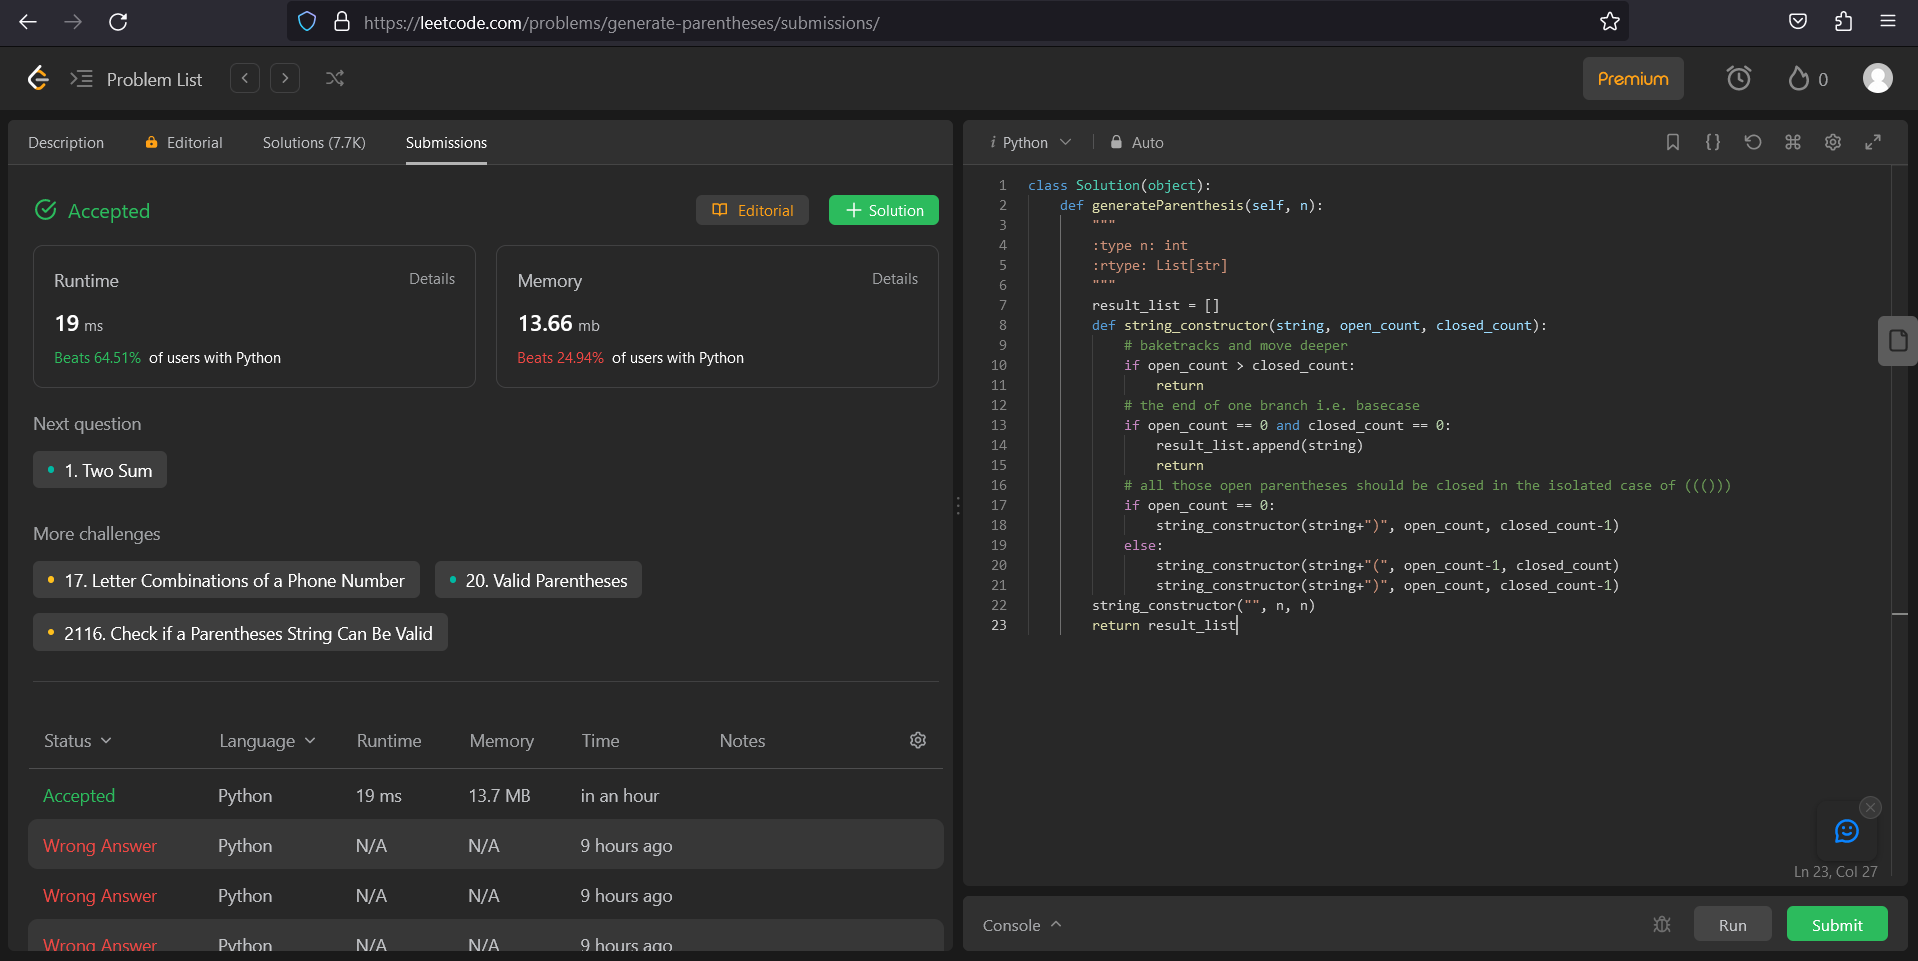 https://leetcode.com/problems/generate-parentheses/submissions/
Problem List
Premium
0
Description
Editorial
Solutions (7.7K)
Submissions
Accepted
Editorial
+ Solution
Runtime
Details
19 ms
Beats 64.51% of users with Python
Memory
Details
13.66 mb
Beats 24.94% of users with Python
Next question
1. Two Sum
More challenges
17. Letter Combinations of a Phone Number
20. Valid Parentheses
2116. Check if a Parentheses String Can Be Valid
Status Language Runtime Memory Time Notes
Accepted Python 19 ms 13.7 MB in an hour
Wrong Answer Python N/A N/A 9 hours ago
Wrong Answer Python N/A N/A 9 hours ago
Wrong Answer Python N/A N/A 9 hours ago
i Python
Auto
1 class Solution(object):
2     def generateParenthesis(self, n):
3         """
4         :type n: int
5         :rtype: List[str]
6         """
7         result_list = []
8         def string_constructor(string, open_count, closed_count):
9             # baketracks and move deeper
10             if open_count > closed_count:
11                 return
12             # the end of one branch i.e. basecase
13             if open_count == 0 and closed_count == 0:
14                 result_list.append(string)
15                 return
16             # all those open parentheses should be closed in the isolated case of ((()))
17             if open_count == 0:
18                 string_constructor(string+")", open_count, closed_count-1)
19             else:
20                 string_constructor(string+"(", open_count-1, closed_count)
21                 string_constructor(string+")", open_count, closed_count-1)
22         string_constructor("", n, n)
23         return result_list
Ln 23, Col 27
Console
Run
Submit